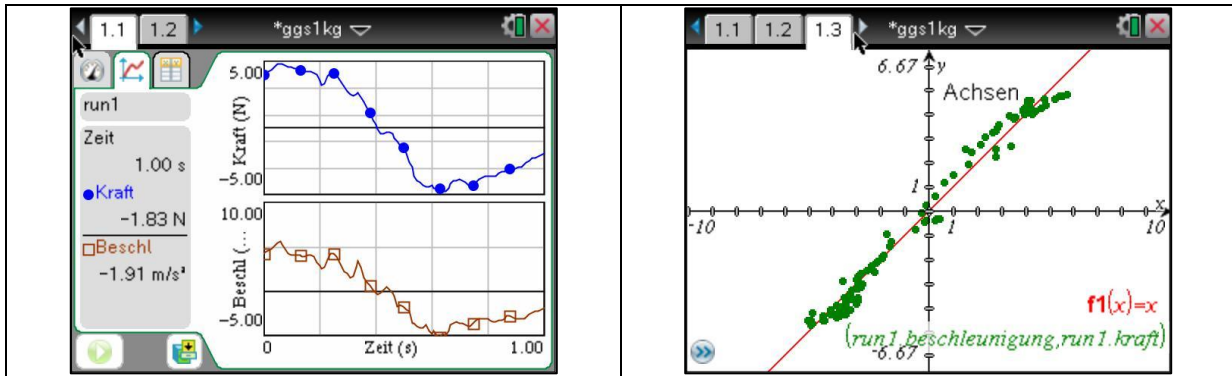 1.1 1.2 *ggs1kg
run1
Zeit
1.00 s
Kraft
-1.83 N
Beschl
-1.91 m/s²
5.00
Kraft (N)
-5.00
10.00
Beschl (...
-5.00
0 Zeit (s) 1.00
1.1 1.2 1.3 *ggs1kg
6.67 y
Achsen
1
x
-10 1 10
f1(x)=x
(run1.beschleunigung,run1.kraft)
-6.67